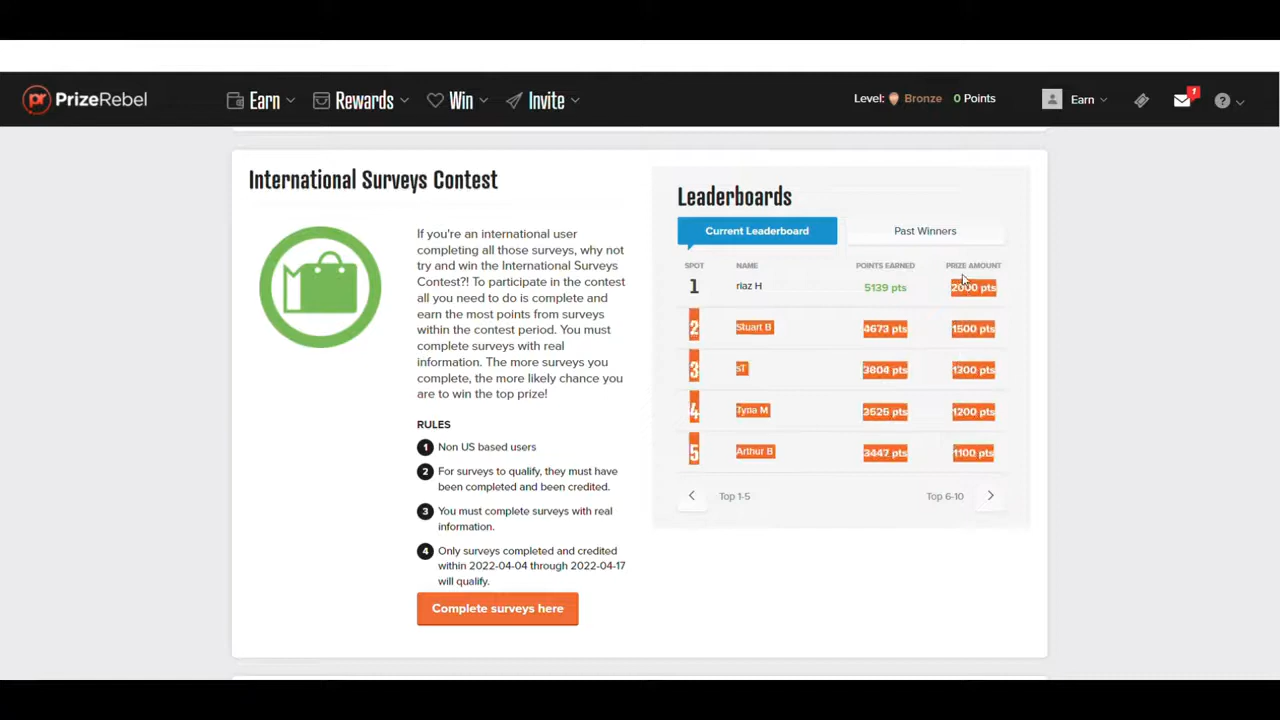 PrizeRebel Earn Rewards Win Invite Level: Bronze 0 Points Earn 1
International Surveys Contest
If you're an international user
completing all those surveys, why not
try and win the International Surveys
Contest?! To participate in the contest
all you need to do is complete and
earn the most points from surveys
within the contest period. You must
complete surveys with real
information. The more surveys you
complete, the more likely chance you
are to win the top prize!
RULES
1 Non US based users
2 For surveys to qualify, they must have
been completed and been credited.
3 You must complete surveys with real
information.
4 Only surveys completed and credited
within 2022-04-04 through 2022-04-17
will qualify.
Complete surveys here
Leaderboards
Current Leaderboard Past Winners
SPOT NAME POINTS EARNED PRIZE AMOUNT
1 riaz H 5139 pts 2000 pts
2 Stuart B 4673 pts 1500 pts
3 sT 3804 pts 1300 pts
4 Tyna M 3525 pts 1200 pts
5 Arthur B 3447 pts 1100 pts
Top 1-5 Top 6-10